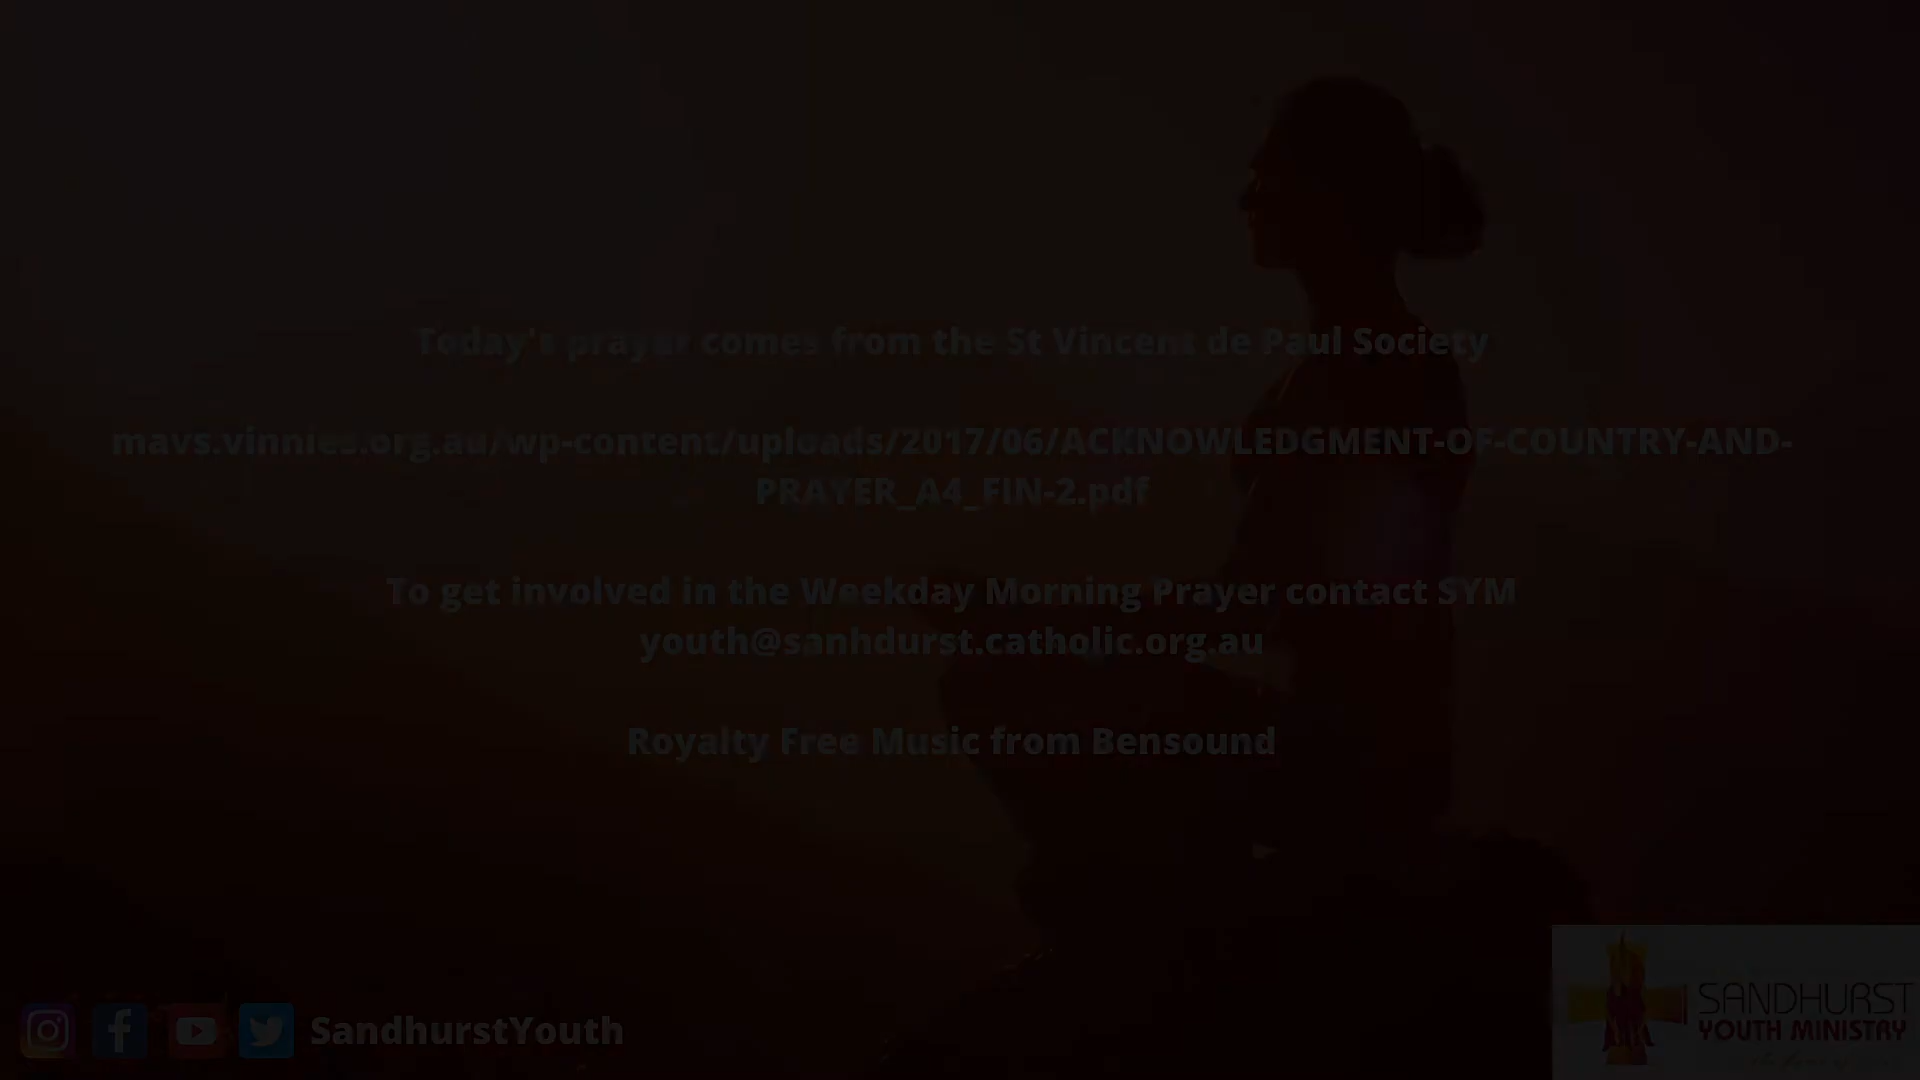 Today's prayer comes from the St Vincent de Paul Society
mavs.vinnies.org.au/wp-content/uploads/2017/06/ACKNOWLEDGMENT-OF-COUNTRY-AND-
PRAYER_A4_FIN-2.pdf
To get involved in the Weekday Morning Prayer contact SYM
youth@sanhdurst.catholic.org.au
Royalty Free Music from Bensound
SandhurstYouth
SANDHURST
YOUTH MINISTRY